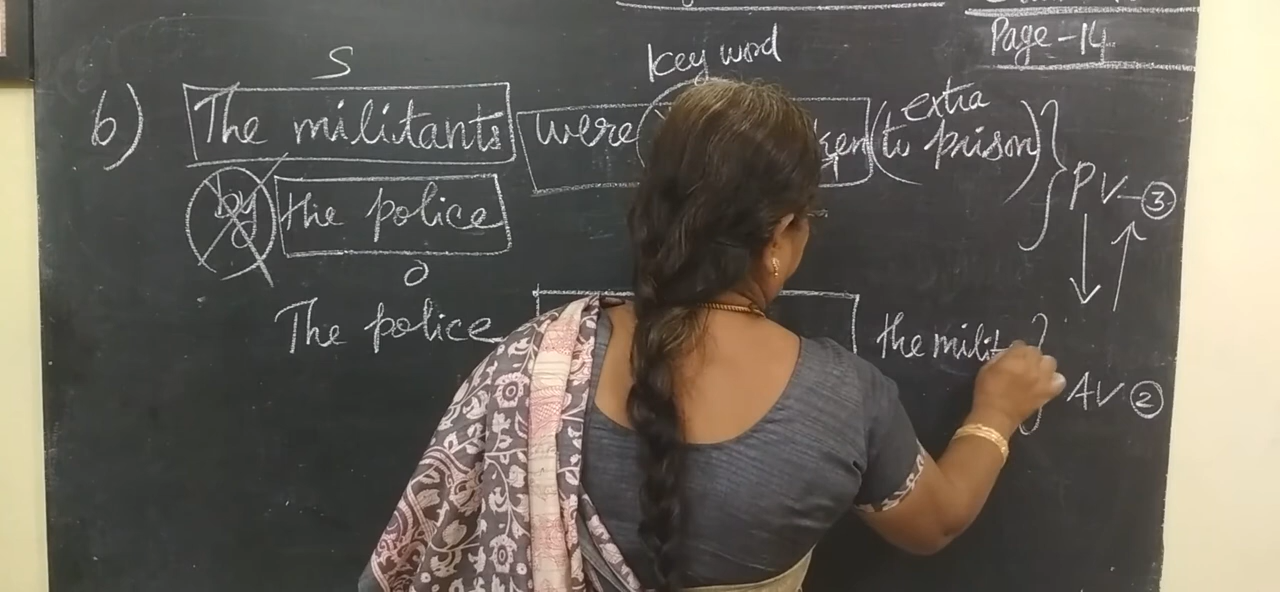 Page-14
S
key word
extra
b) The militants were (to prison) PV-③
by the police
O
The police the milit AV ②